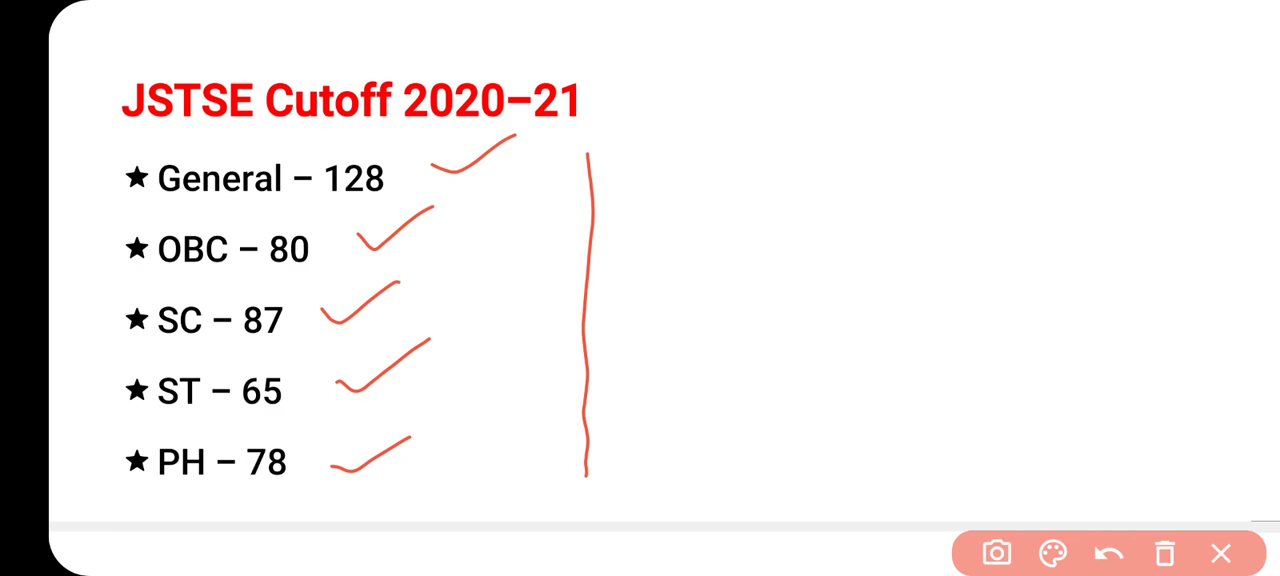 JSTSE Cutoff 2020–21
★ General – 128
★ OBC – 80
★ SC – 87
★ ST – 65
★ PH – 78